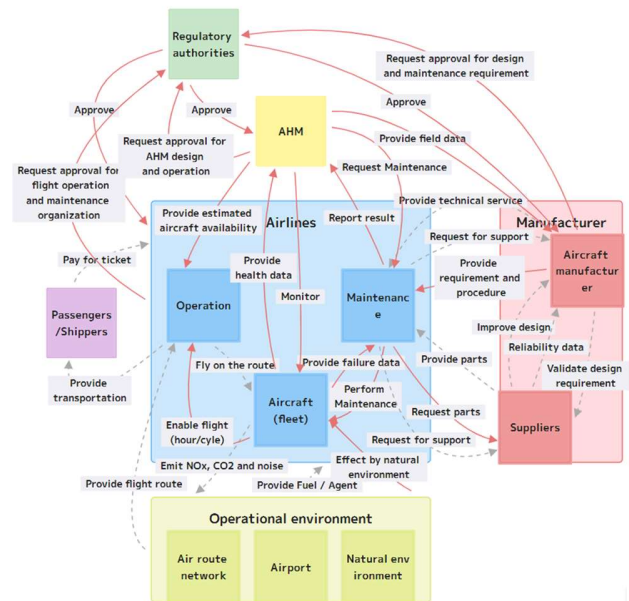 Regulatory
authorities
Request approval for design
and maintenance requirement
Approve
Approve
Approve
AHM
Provide field data
Request approval for
AHM design
and operation
Request Maintenance
Request approval for
flight operation
and maintenance
organization
Provide technical service
Provide estimated
aircraft availability
Airlines
Report result
Manufacturer
Request for support
Aircraft
manufactur
er
Pay for ticket
Provide
health data
Provide
requirement and
procedure
Operation
Monitor
Maintenanc
e
Passengers
/Shippers
Improve design,
Reliability data
Provide
transportation
Fly on the route
Provide failure data
Provide parts
Validate design
requirement
Aircraft
(fleet)
Perform
Maintenance
Enable flight
(hour/cyle)
Request parts
Suppliers
Request for support
Emit NOx, CO2 and noise
Effect by natural
environment
Provide flight route
Provide Fuel / Agent
Operational environment
Air route
network
Airport
Natural env
ironment